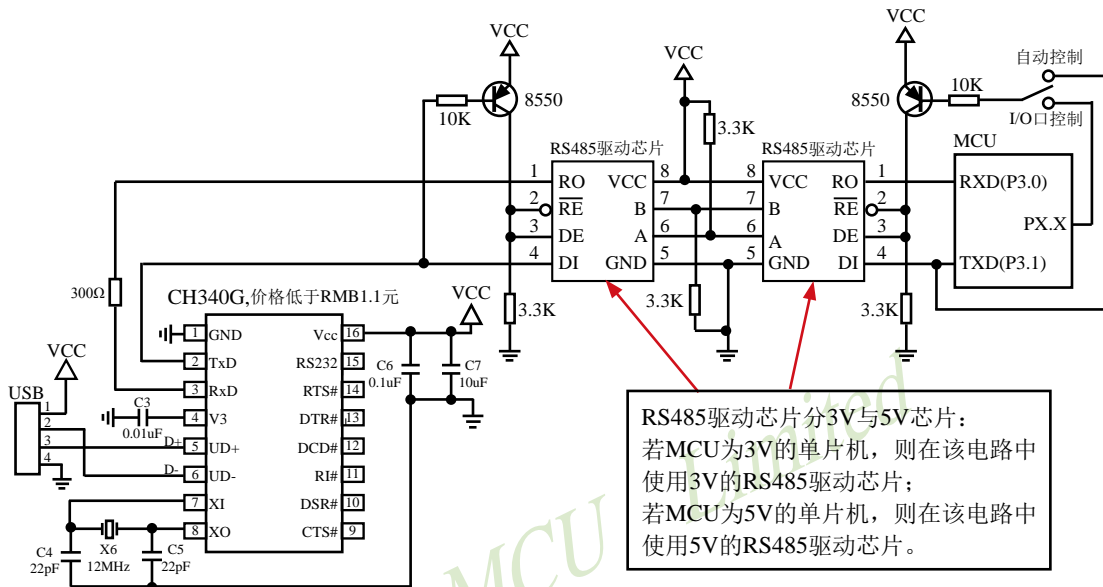 VCC
VCC
VCC
自动控制
8550
10K
8550
10K
I/O口控制
3.3K
MCU
RS485驱动芯片
RS485驱动芯片
1
RO
VCC
8
8
VCC
RO
1
RXD(P3.0)
2
RE
B
7
7
B
RE
2
PX.X
3
DE
A
6
6
A
DE
3
4
DI
GND
5
5
GND
DI
4
TXD(P3.1)
300Ω
CH340G,价格低于RMB1.1元
VCC
3.3K
3.3K
3.3K
1
GND
Vcc
16
2
TxD
RS232
15
C6
0.1uF
C7
10uF
VCC
3
RxD
RTS#
14
USB
1
2
3
4
C3
0.01uF
4
V3
DTR#
13
D+
5
UD+
DCD#
12
D-
6
UD-
RI#
11
7
XI
DSR#
10
8
XO
CTS#
9
C4
22pF
X6
12MHz
C5
22pF
RS485驱动芯片分3V与5V芯片：
若MCU为3V的单片机，则在该电路中
使用3V的RS485驱动芯片；
若MCU为5V的单片机，则在该电路中
使用5V的RS485驱动芯片。
MCU Limited